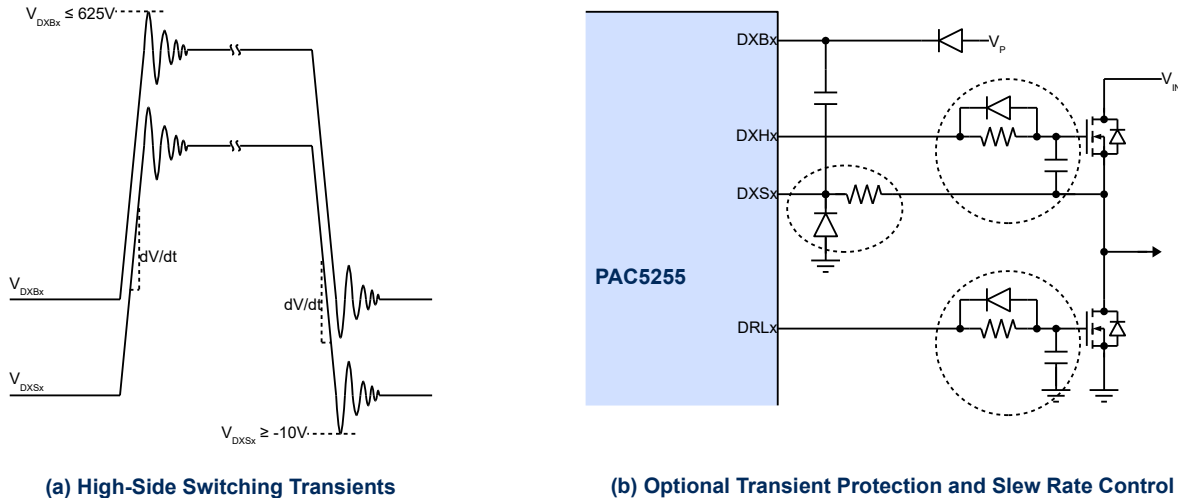 V_DXBx ≤ 625V
dV/dt
V_DXBx
dV/dt
V_DXSx
V_DXSx ≥ -10V
(a) High-Side Switching Transients
DXBx
V_P
V_IN
DXHx
DXSx
PAC5255
DRLx
(b) Optional Transient Protection and Slew Rate Control